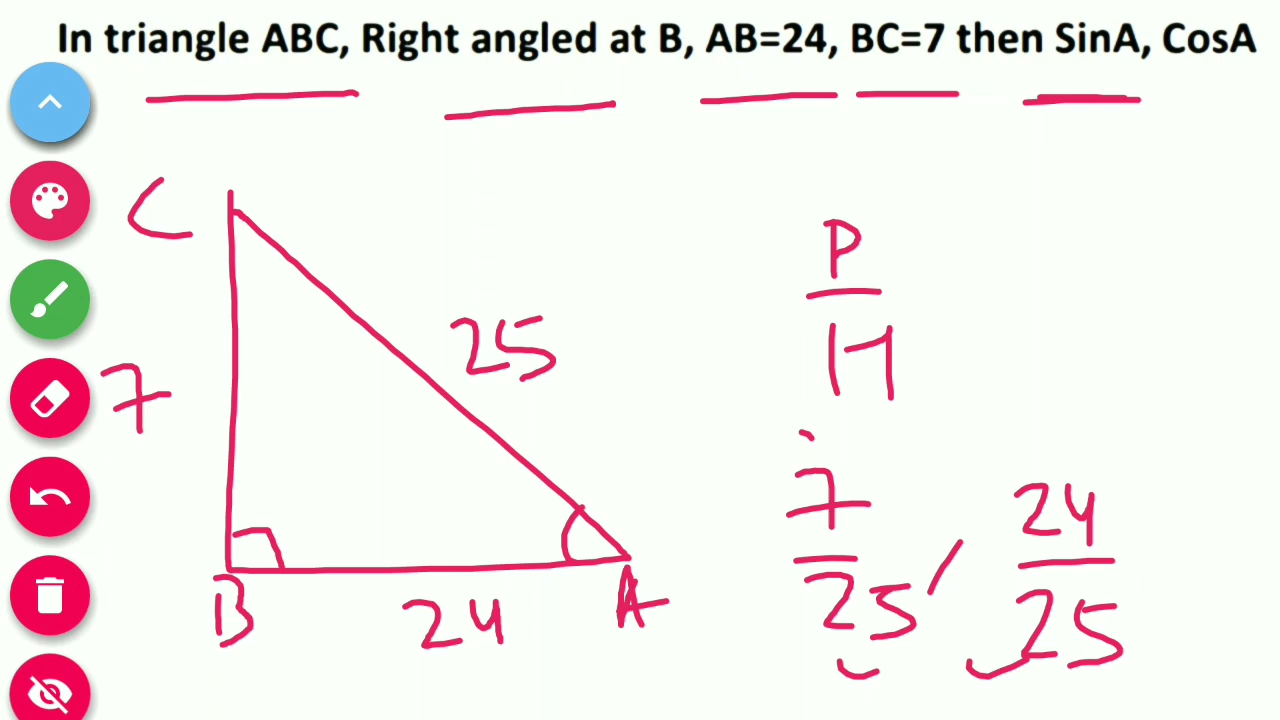 In triangle ABC, Right angled at B, AB=24, BC=7 then SinA, CosA
C
P
H
25
7
7/25, 24/25
B
24
A